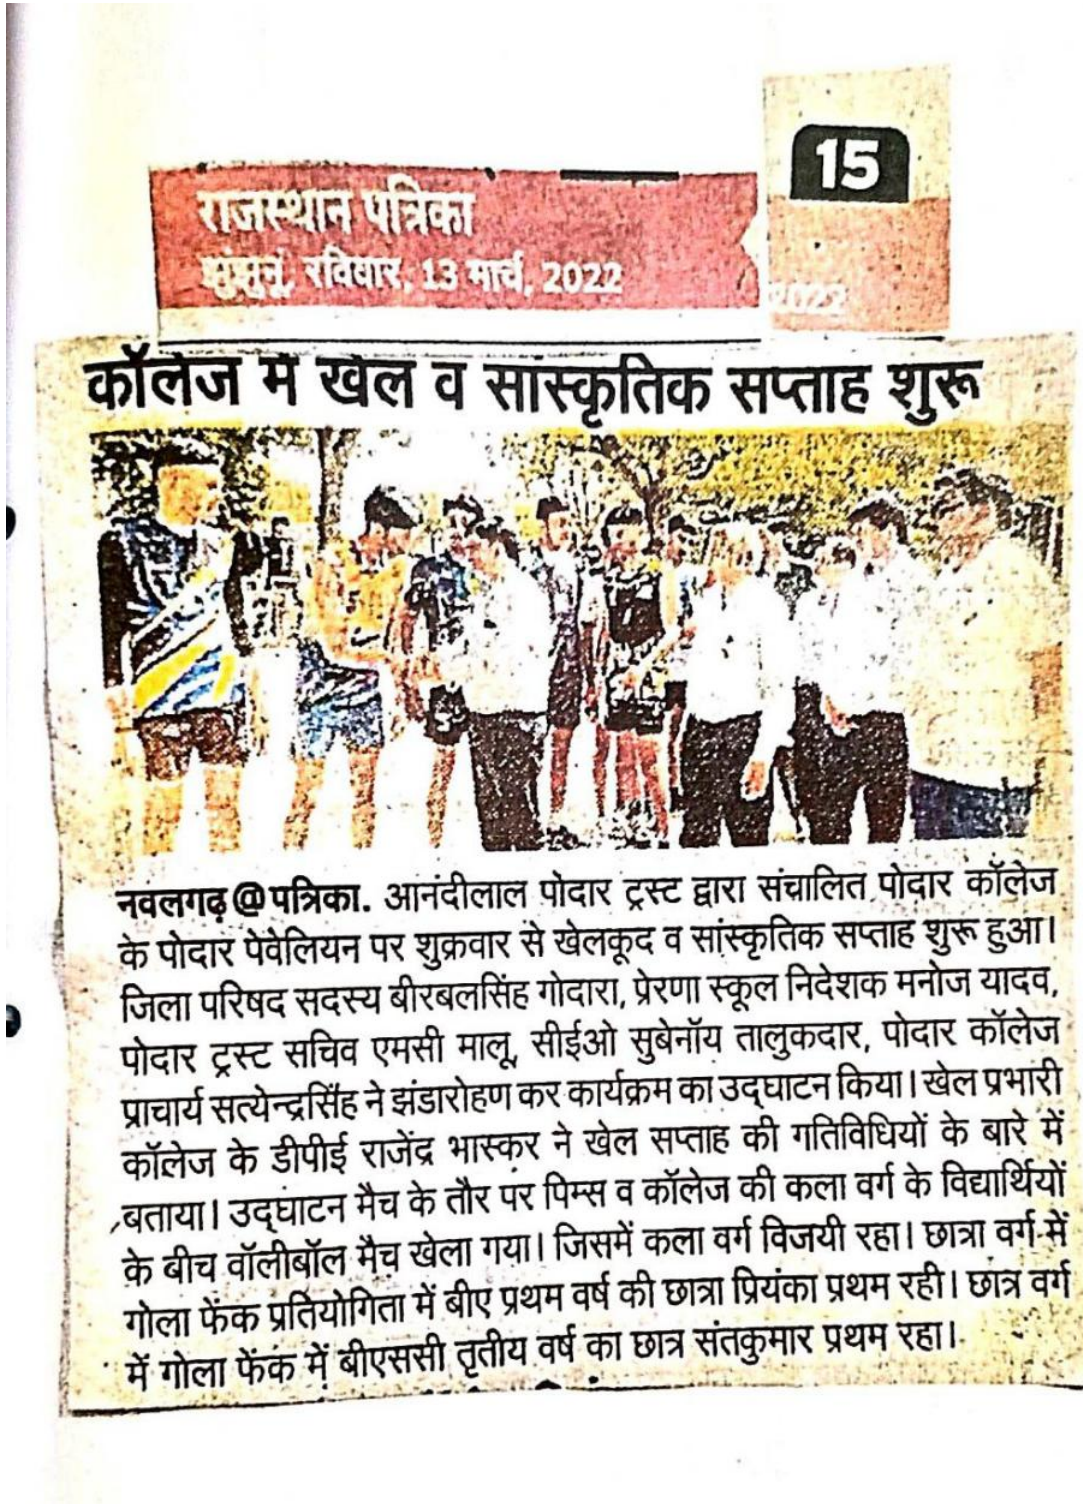 15
राजस्थान पत्रिका
झुंझुनूं, रविवार, 13 मार्च, 2022
2022
कॉलेज में खेल व सांस्कृतिक सप्ताह शुरू
नवलगढ़@पत्रिका. आनंदीलाल पोदार ट्रस्ट द्वारा संचालित पोदार कॉलेज
के पोदार पेवेलियन पर शुक्रवार से खेलकूद व सांस्कृतिक सप्ताह शुरू हुआ।
जिला परिषद सदस्य बीरबलसिंह गोदारा, प्रेरणा स्कूल निदेशक मनोज यादव,
पोदार ट्रस्ट सचिव एमसी मालू, सीईओ सुबेनॉय तालुकदार, पोदार कॉलेज
प्राचार्य सत्येन्द्रसिंह ने झंडारोहण कर कार्यक्रम का उद्घाटन किया। खेल प्रभारी
कॉलेज के डीपीई राजेंद्र भास्कर ने खेल सप्ताह की गतिविधियों के बारे में
बताया। उद्घाटन मैच के तौर पर पिम्स व कॉलेज की कला वर्ग के विद्यार्थियों
के बीच वॉलीबॉल मैच खेला गया। जिसमें कला वर्ग विजयी रहा। छात्रा वर्ग में
गोला फेंक प्रतियोगिता में बीए प्रथम वर्ष की छात्रा प्रियंका प्रथम रही। छात्र वर्ग
में गोला फेंक में बीएससी तृतीय वर्ष का छात्र संतकुमार प्रथम रहा।